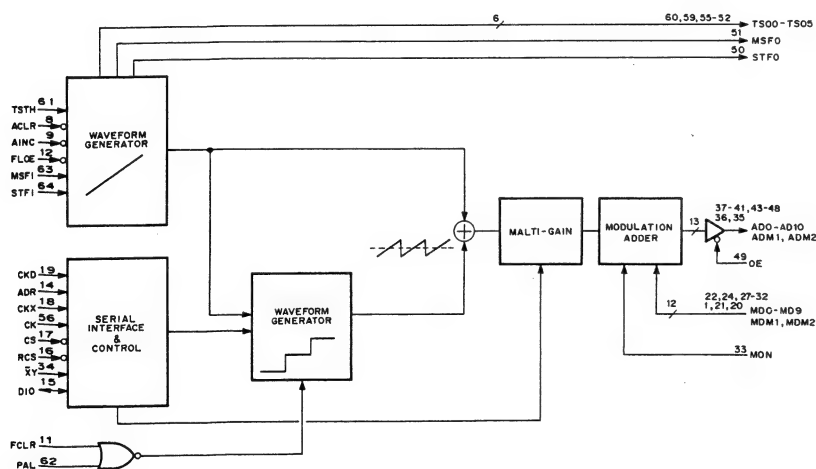 6
60,59,55-52
TS00-TS05
51
MSF0
50
STF0
TSTH 61
ACLR 8
AINC 9
FLOE 12
MSFI 63
STFI 64
WAVEFORM
GENERATOR
37-41,43-48
36,35
13
AD0-AD10
ADM1, ADM2
49
OE
MALTI-GAIN
MODULATION
ADDER
CKD 19
ADR 14
CKX 18
CK 56
CS 17
RCS 16
X̄Y 34
DIO 15
SERIAL
INTERFACE
&
CONTROL
WAVEFORM
GENERATOR
22,24,27-32
1,21,20
12
MD0-MD9
MDM1, MDM2
33
MON
FCLR 11
PAL 62